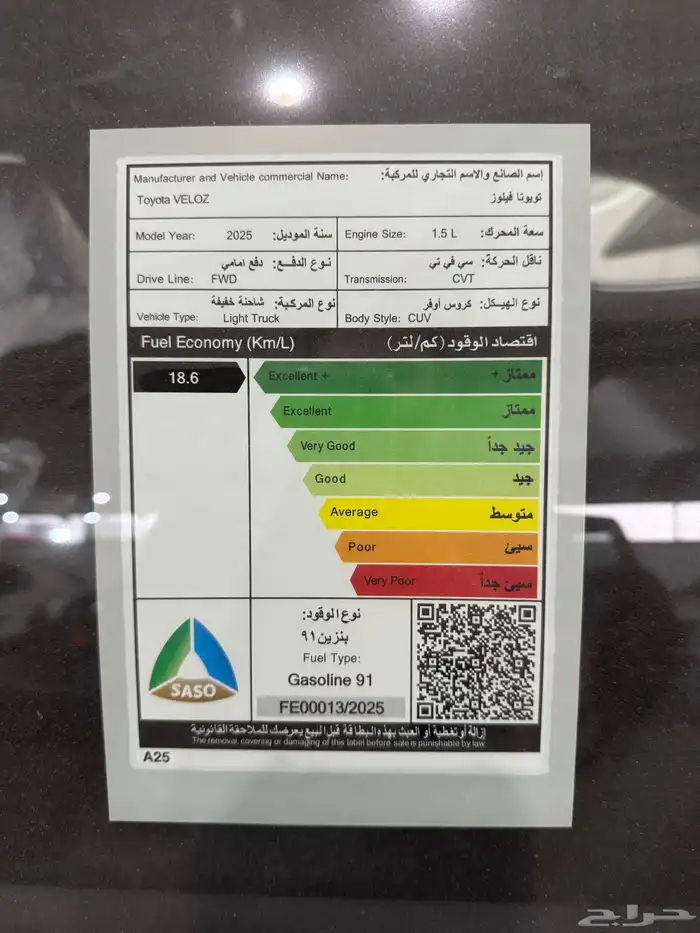 Manufacturer and Vehicle commercial Name: إسم الصانع والاسم التجاري للمركبة:
Toyota VELOZ تويوتا فيلوز
Model Year: 2025 سنة الموديل:
Engine Size: 1.5 L سعة المحرك:
نوع الدفع: دفع امامي
Drive Line: FWD
ناقل الحركة: سي في تي
Transmission: CVT
نوع المركبة: شاحنة خفيفة
Vehicle Type: Light Truck
نوع الهيكل: كروس أوفر
Body Style: CUV
Fuel Economy (Km/L) اقتصاد الوقود (كم/لتر)
18.6
Excellent + ممتاز +
Excellent ممتاز
Very Good جيد جداً
Good جيد
Average متوسط
Poor سيئ
Very Poor سيئ جداً
SASO
نوع الوقود:
بنزين ٩١
Fuel Type:
Gasoline 91
FE00013/2025
إزالة أو تغطية أو العبث بهذه البطاقة قبل البيع يعرضك للملاحقة القانونية
The removal, covering or damaging of this label before sale is punishable by law
A25
حراج